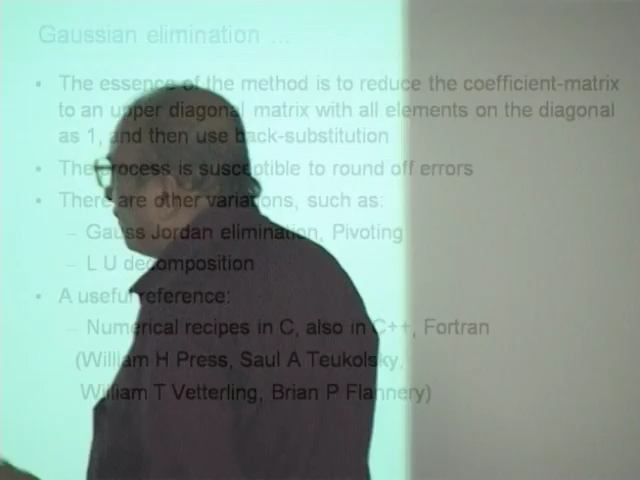 Gaussian elimination ...
• The essence of the method is to reduce the coefficient-matrix
to an upper diagonal matrix with all elements on the diagonal
as 1, and then use back-substitution
• The process is susceptible to round off errors
• There are other variations, such as:
– Gauss Jordan elimination, Pivoting
– L U decomposition
• A useful reference:
– Numerical recipes in C, also in C++, Fortran
(William H Press, Saul A Teukolsky,
William T Vetterling, Brian P Flannery)